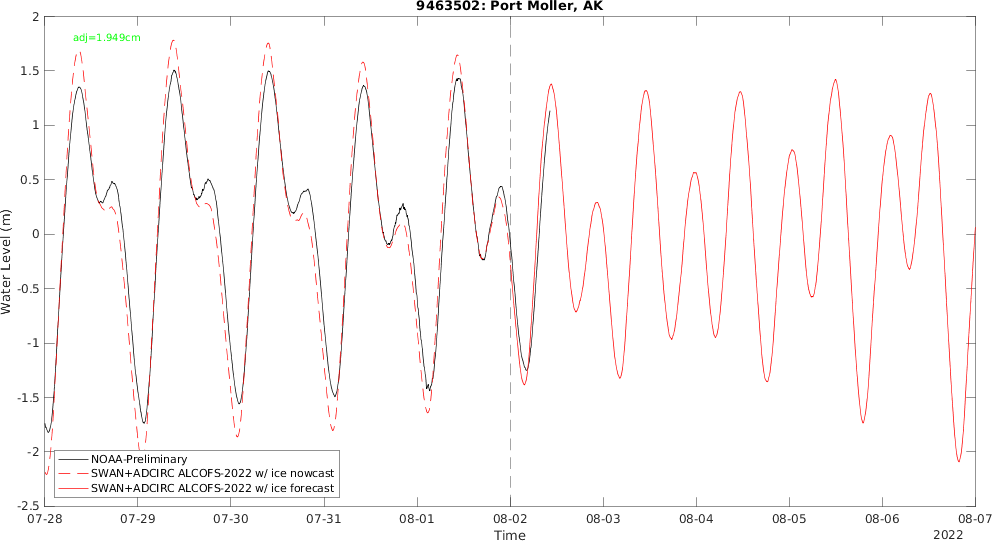 9463502: Port Moller, AK
adj=1.949cm
2
1.5
1
0.5
0
-0.5
-1
-1.5
-2
-2.5
Water Level (m)
NOAA-Preliminary
SWAN+ADCIRC ALCOFS-2022 w/ ice nowcast
SWAN+ADCIRC ALCOFS-2022 w/ ice forecast
07-28 07-29 07-30 07-31 08-01 08-02 08-03 08-04 08-05 08-06 08-07
Time
2022